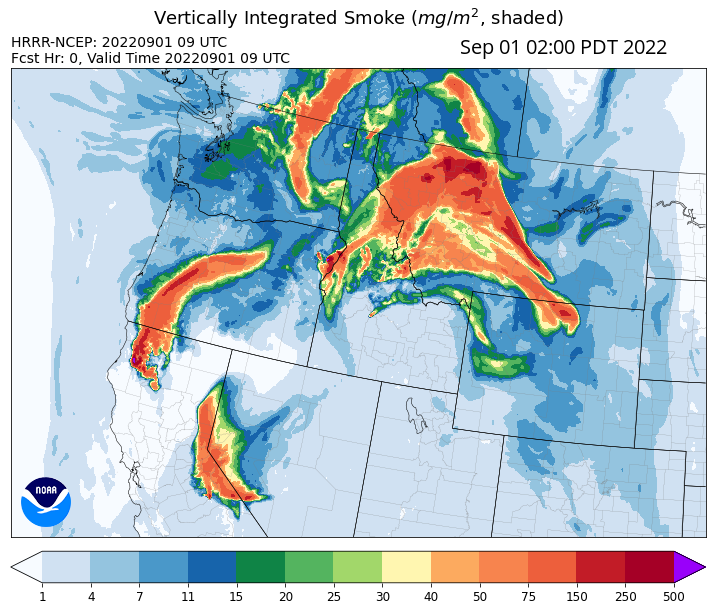 Vertically Integrated Smoke (mg/m², shaded)
HRRR-NCEP: 20220901 09 UTC
Sep 01 02:00 PDT 2022
Fcst Hr: 0, Valid Time 20220901 09 UTC
NOAA
1 4 7 11 15 20 25 30 40 50 75 150 250 500